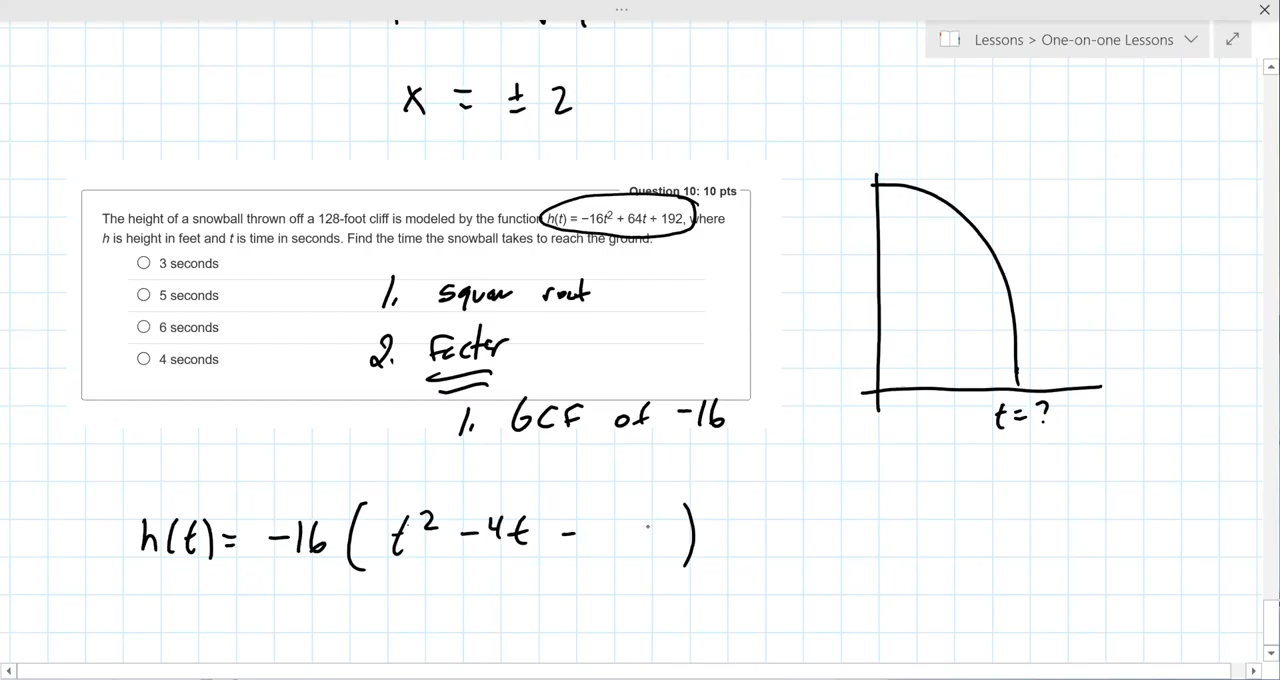 Lessons > One-on-one Lessons
x = ± 2
Question 10: 10 pts
The height of a snowball thrown off a 128-foot cliff is modeled by the function h(t) = −16t² + 64t + 192, where
h is height in feet and t is time in seconds. Find the time the snowball takes to reach the ground.
3 seconds
5 seconds
6 seconds
4 seconds
1. squar root
2. Factor
1. GCF of -16
t = ?
h(t) = -16 ( t² - 4t - )